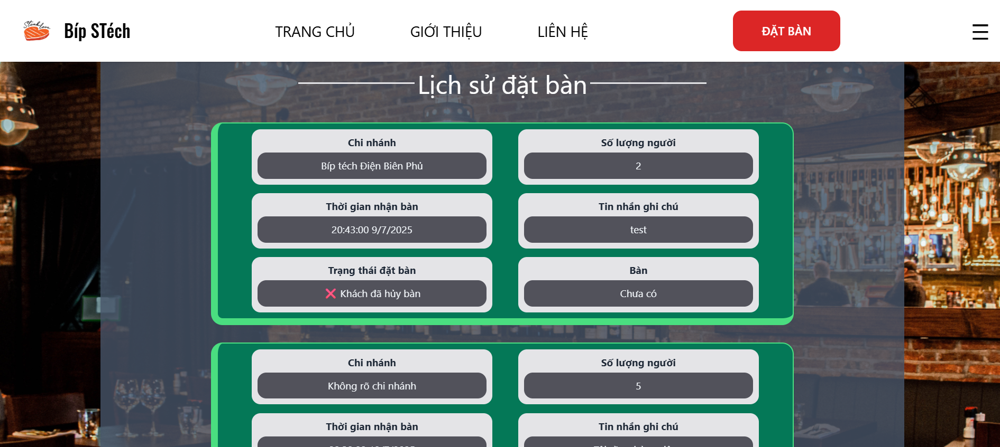 Steak love
Bíp STéch
TRANG CHỦ
GIỚI THIỆU
LIÊN HỆ
ĐẶT BÀN
Lịch sử đặt bàn
Chi nhánh
Bíp téch Điện Biên Phủ
Số lượng người
2
Thời gian nhận bàn
20:43:00 9/7/2025
Tin nhắn ghi chú
test
Trạng thái đặt bàn
❌ Khách đã hủy bàn
Bàn
Chưa có
Chi nhánh
Không rõ chi nhánh
Số lượng người
5
Thời gian nhận bàn
Tin nhắn ghi chú